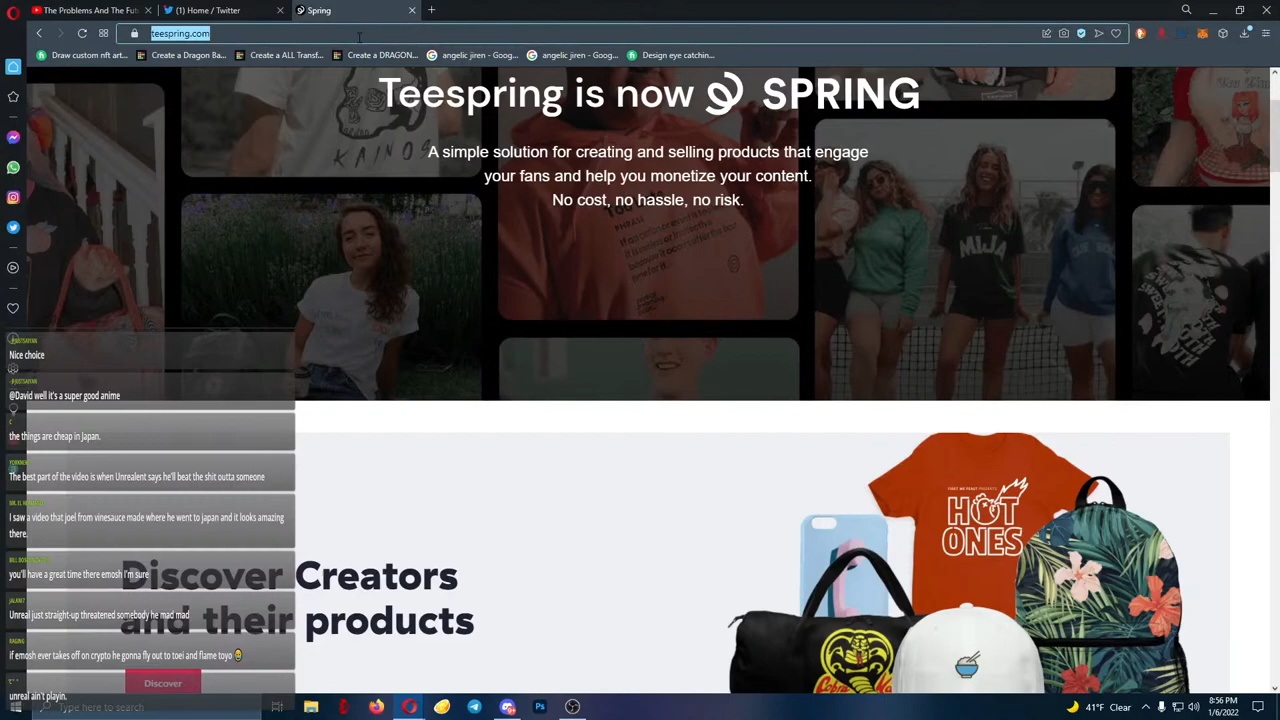 The Problems And The Futu
(1) Home / Twitter
Spring
teespring.com
Draw custom nft art...
Create a Dragon Ba...
Create a ALL Transf...
Create a DRAGON...
angelic jiren - Goog...
angelic jiren - Goog...
Design eye catchin...
Teespring is now SPRING
A simple solution for creating and selling products that engage
your fans and help you monetize your content.
No cost, no hassle, no risk.
KAINOS
MIJA
Nice choice
@David well it's a super good anime
the things are cheap in Japan.
The best part of the video is when Unrealent says he'll beat the shit outta someone
I saw a video that joel from vinesauce made where he went to japan and it looks amazing
there.
you'll have a great time there emosh I'm sure
Unreal just straight-up threatened somebody he mad mad
RAGING
if emosh ever takes off on crypto he gonna fly out to toei and flame toyo
unreal ain't playin.
Discover Creators
and their products
Discover
HOT
ONES
Type here to search
41°F Clear
8:56 PM
1/6/2022